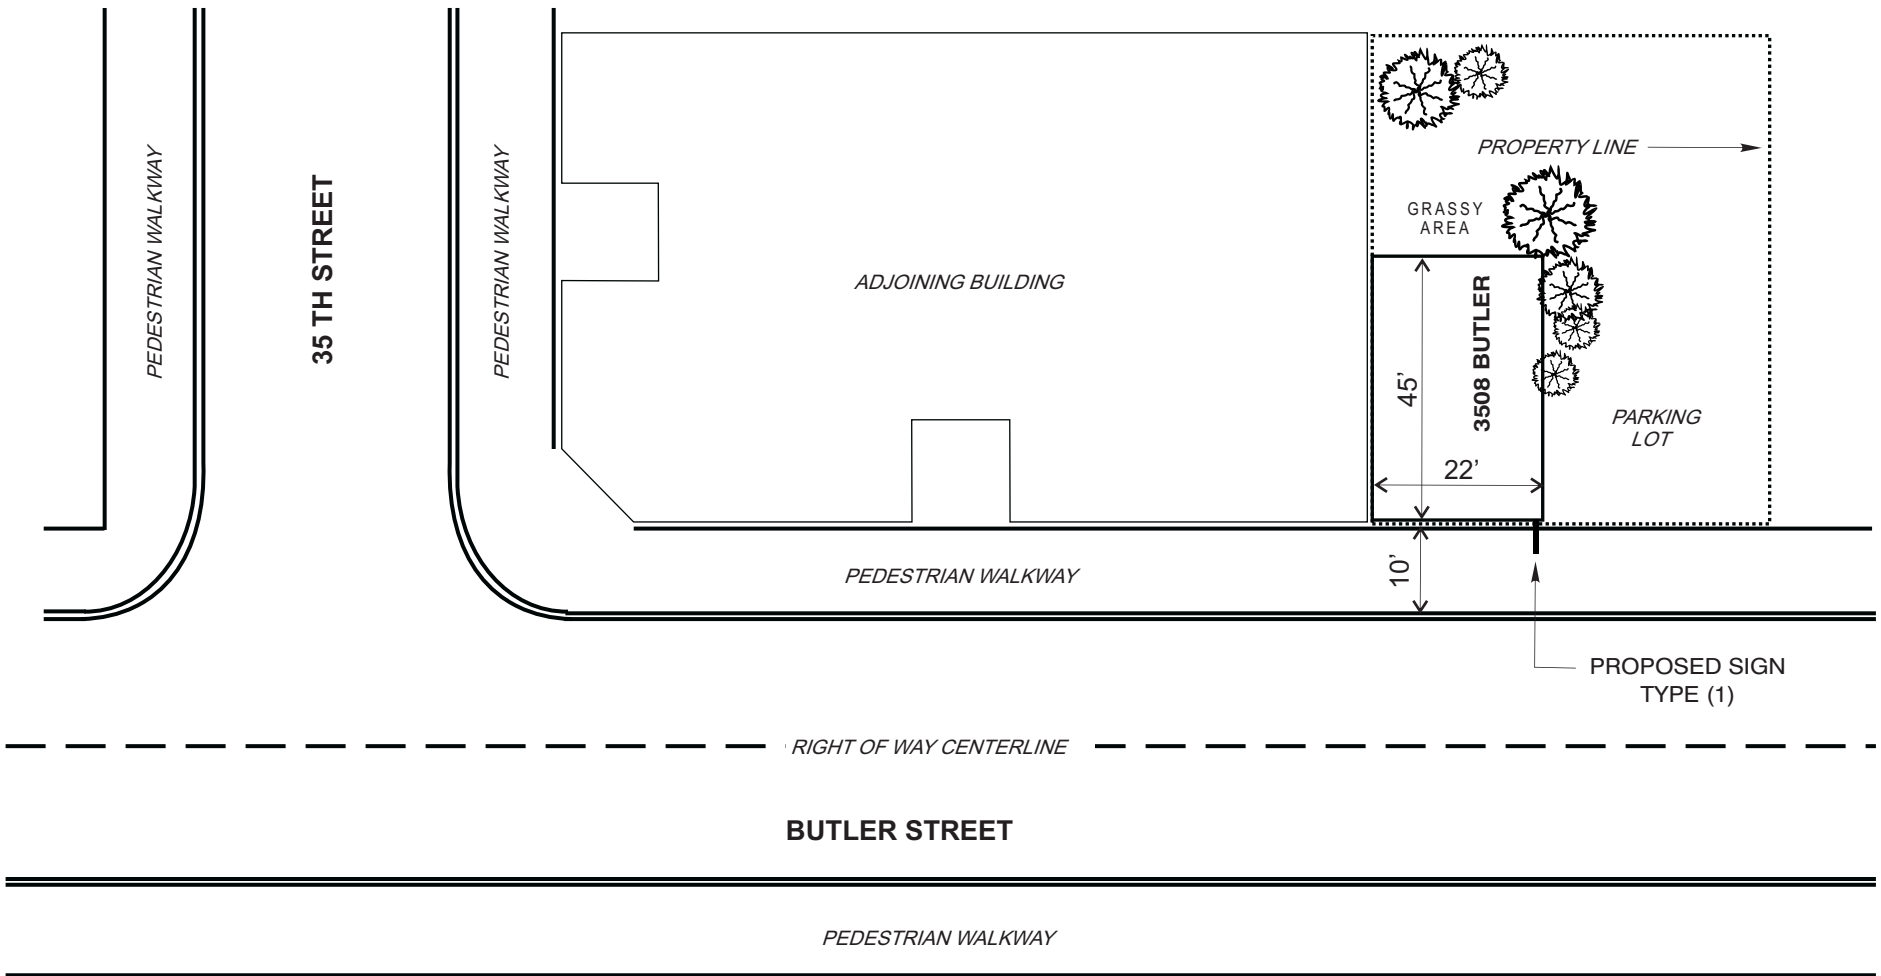 PEDESTRIAN WALKWAY
35 TH STREET
PEDESTRIAN WALKWAY
ADJOINING BUILDING
PROPERTY LINE
GRASSY
AREA
3508 BUTLER
45’
22’
PARKING
LOT
PEDESTRIAN WALKWAY
10’
PROPOSED SIGN
TYPE (1)
RIGHT OF WAY CENTERLINE
BUTLER STREET
PEDESTRIAN WALKWAY